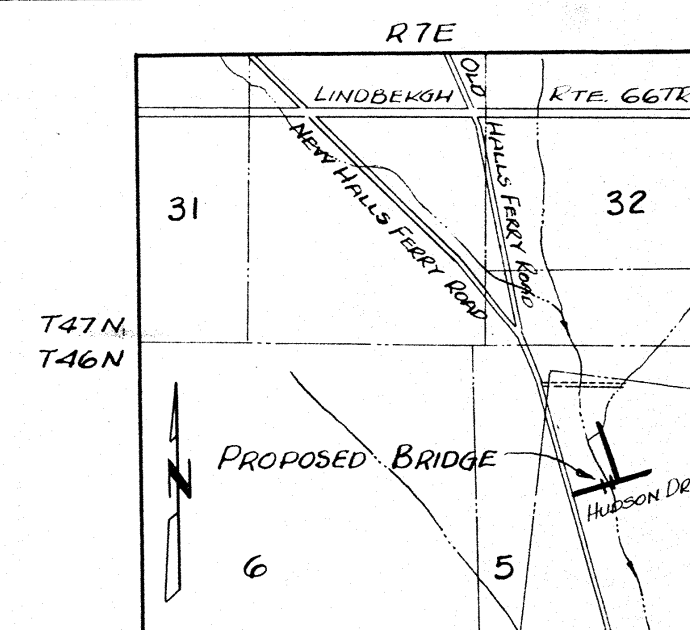 R7E
LINDBERGH
RTE. 66TR
OLD HALLS FERRY ROAD
NEW HALLS FERRY ROAD
31
32
T47N
T46N
N
PROPOSED BRIDGE
HUDSON DR
6
5